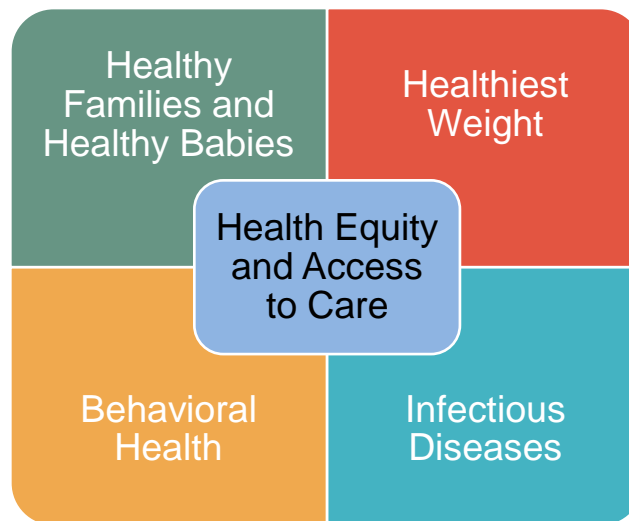 Healthy
Families and
Healthy Babies
Healthiest
Weight
Health Equity
and Access
to Care
Behavioral
Health
Infectious
Diseases